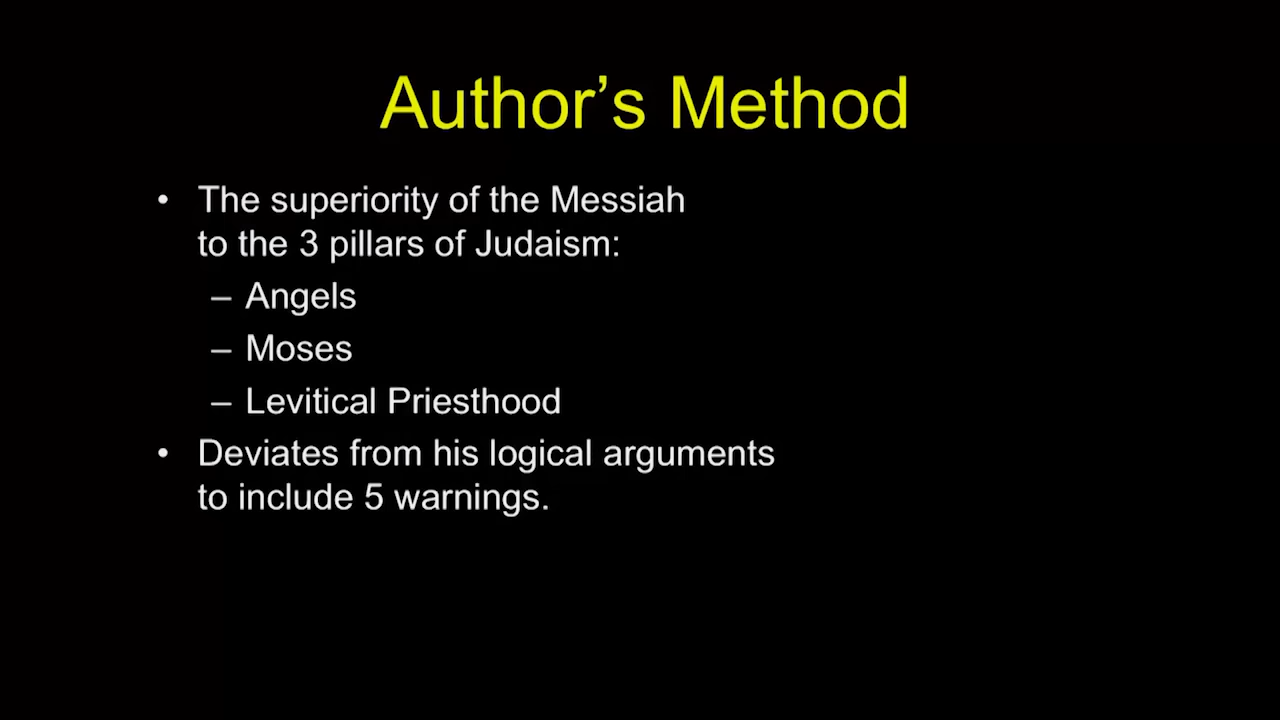 Author’s Method
• The superiority of the Messiah
to the 3 pillars of Judaism:
– Angels
– Moses
– Levitical Priesthood
• Deviates from his logical arguments
to include 5 warnings.